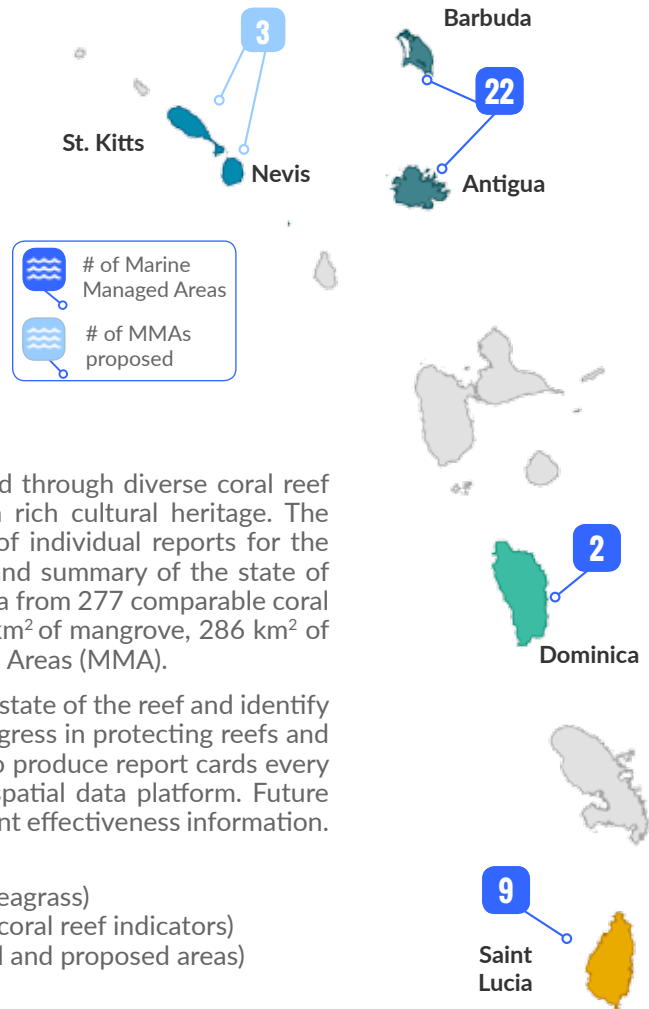 3
Barbuda
22
St. Kitts
Nevis
Antigua
# of Marine
Managed Areas
# of MMAs
proposed
d through diverse coral reef
rich cultural heritage. The
of individual reports for the
and summary of the state of
a from 277 comparable coral
km² of mangrove, 286 km² of
Areas (MMA).
2
Dominica
state of the reef and identify
gress in protecting reefs and
o produce report cards every
spatial data platform. Future
nt effectiveness information.
eagrass)
coral reef indicators)
d and proposed areas)
9
Saint
Lucia